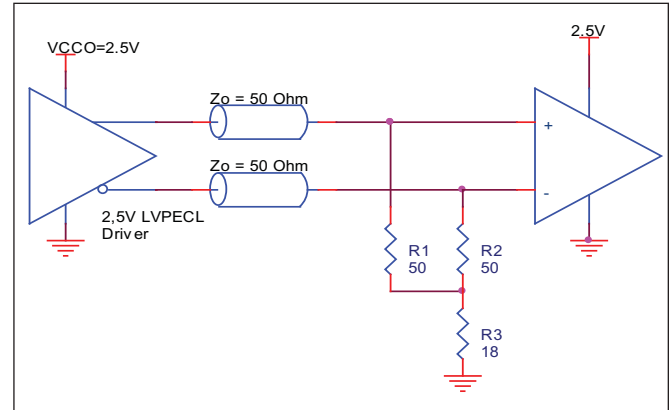 VCCO=2.5V
2.5V
Zo = 50 Ohm
+
Zo = 50 Ohm
-
2,5V LVPECL
Driver
R1
50
R2
50
R3
18